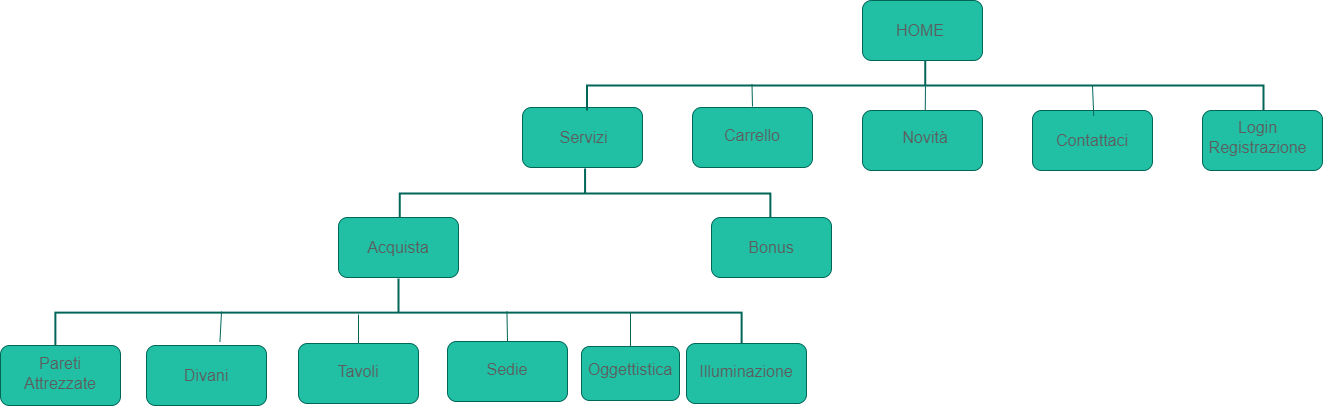 HOME
Servizi
Carrello
Novità
Contattaci
Login
Registrazione
Acquista
Bonus
Pareti
Attrezzate
Divani
Tavoli
Sedie
Oggettistica
Illuminazione